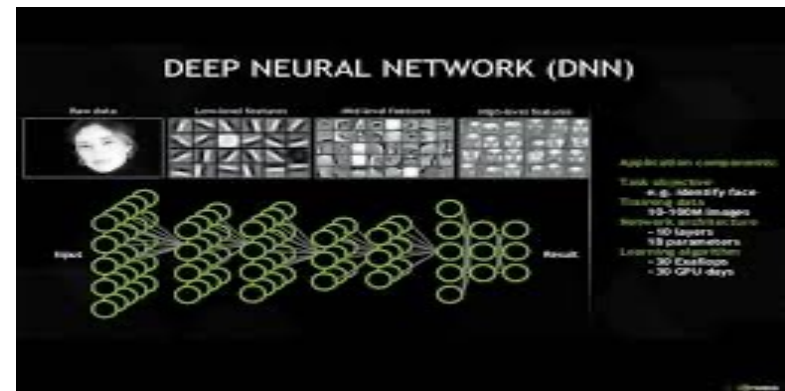 DEEP NEURAL NETWORK (DNN)
Raw data
Low-level features
Mid-level features
High-level features
Input
Result
Application components:
Task objective
e.g. Identify face
Training data
10-100M images
Network architecture
~10 layers
1B parameters
Learning algorithm
~30 Exaflops
~30 GPU days